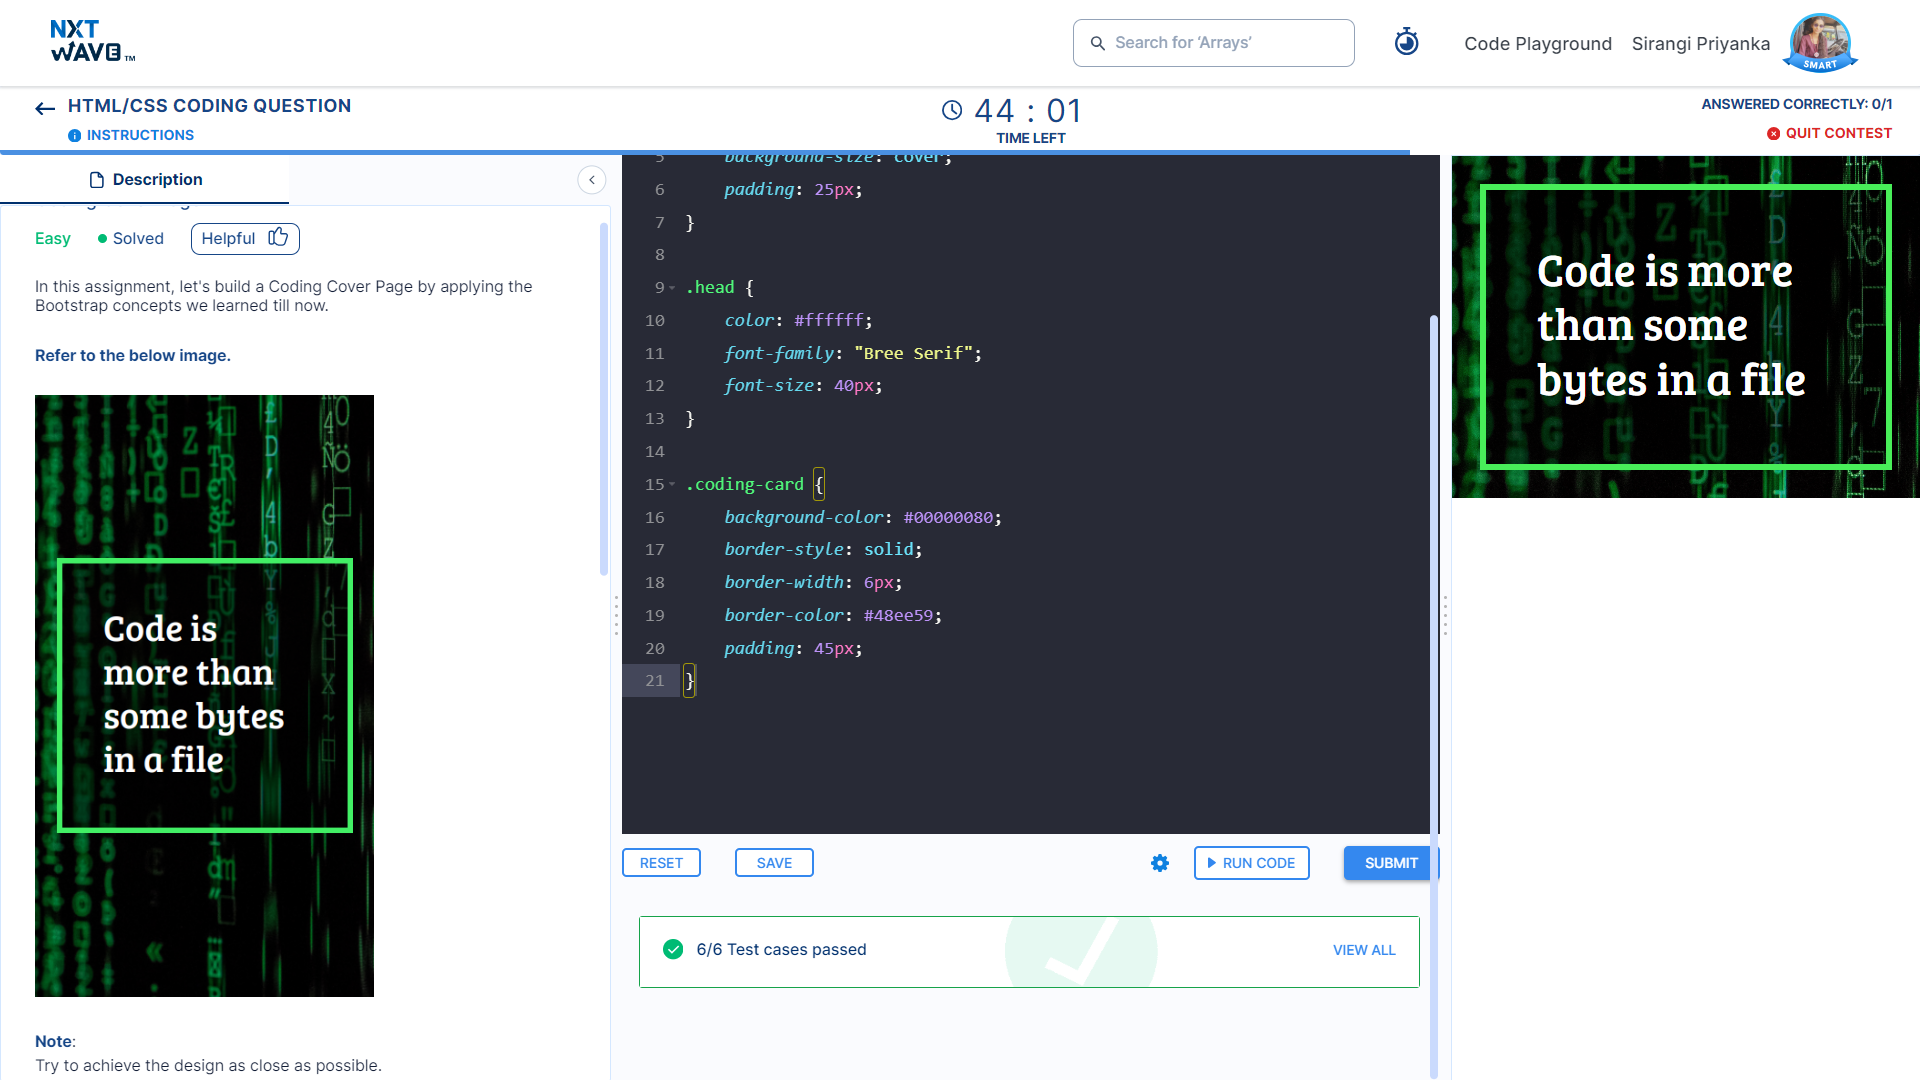 NXT
WAVE TM
Search for ‘Arrays’
Code Playground
Sirangi Priyanka
SMART
HTML/CSS CODING QUESTION
INSTRUCTIONS
44 : 01
TIME LEFT
ANSWERED CORRECTLY: 0/1
QUIT CONTEST
Description
Easy
Solved
Helpful
In this assignment, let's build a Coding Cover Page by applying the
Bootstrap concepts we learned till now.
Refer to the below image.
Code is
more than
some bytes
in a file
Note:
Try to achieve the design as close as possible.
5 background-size: cover;
6 padding: 25px;
7 }
8
9 .head {
10 color: #ffffff;
11 font-family: "Bree Serif";
12 font-size: 40px;
13 }
14
15 .coding-card {
16 background-color: #00000080;
17 border-style: solid;
18 border-width: 6px;
19 border-color: #48ee59;
20 padding: 45px;
21 }
RESET
SAVE
RUN CODE
SUBMIT
6/6 Test cases passed
VIEW ALL
Code is more
than some
bytes in a file